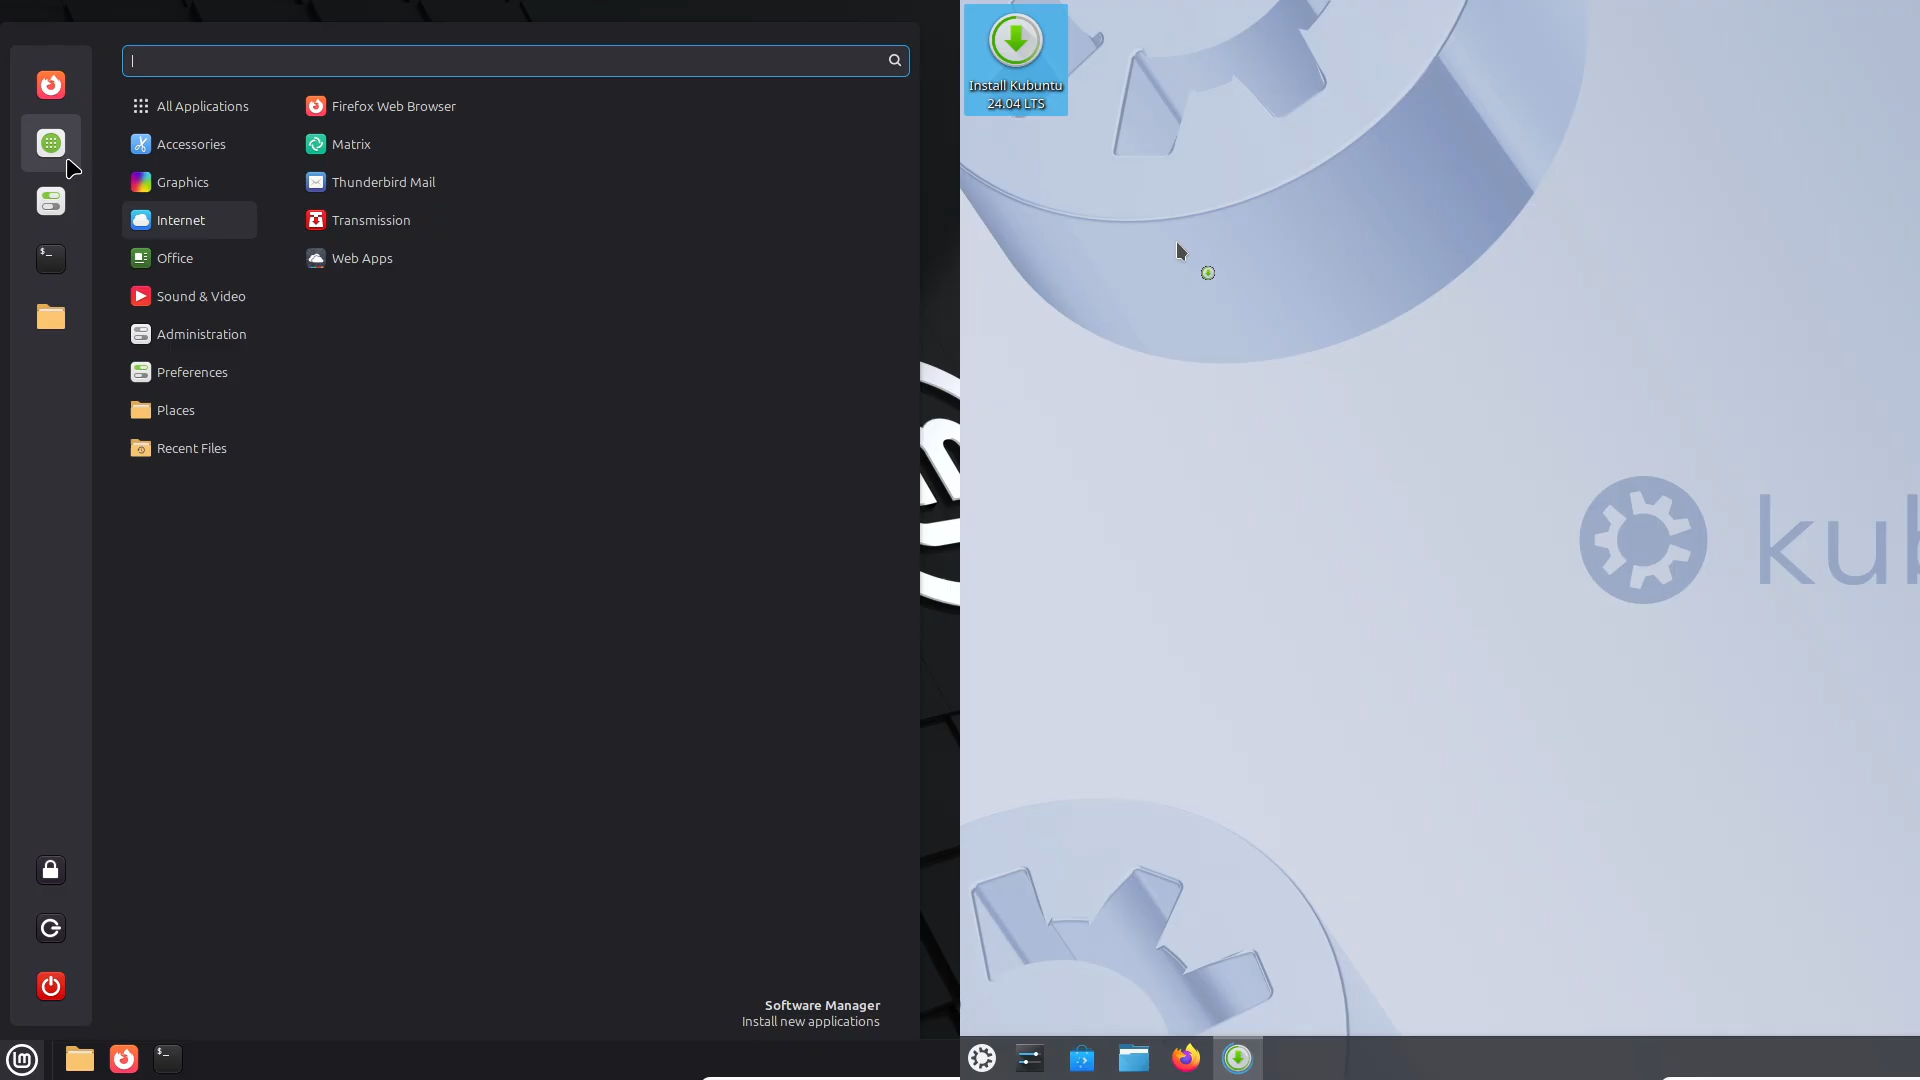 All Applications
Accessories
Graphics
Internet
Office
Sound & Video
Administration
Preferences
Places
Recent Files
Firefox Web Browser
Matrix
Thunderbird Mail
Transmission
Web Apps
Software Manager
Install new applications
Install Kubuntu
24.04 LTS
kub